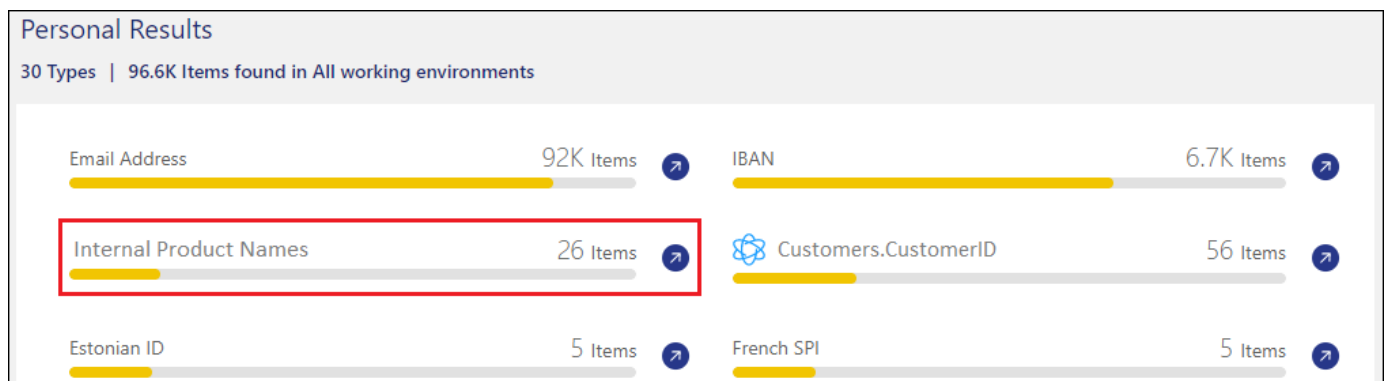 Personal Results
30 Types | 96.6K Items found in All working environments
Email Address 92K Items
IBAN 6.7K Items
Internal Product Names 26 Items
Customers.CustomerID 56 Items
Estonian ID 5 Items
French SPI 5 Items